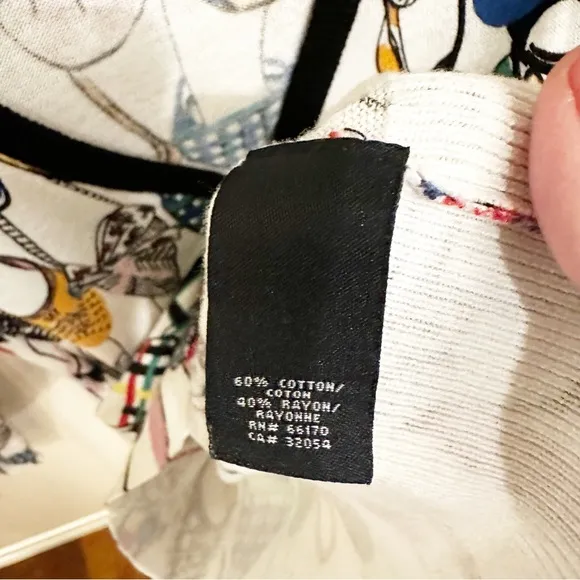 60% COTTON/
COTON
40% RAYON/
RAYONNE
RN# 66170
CA# 32054